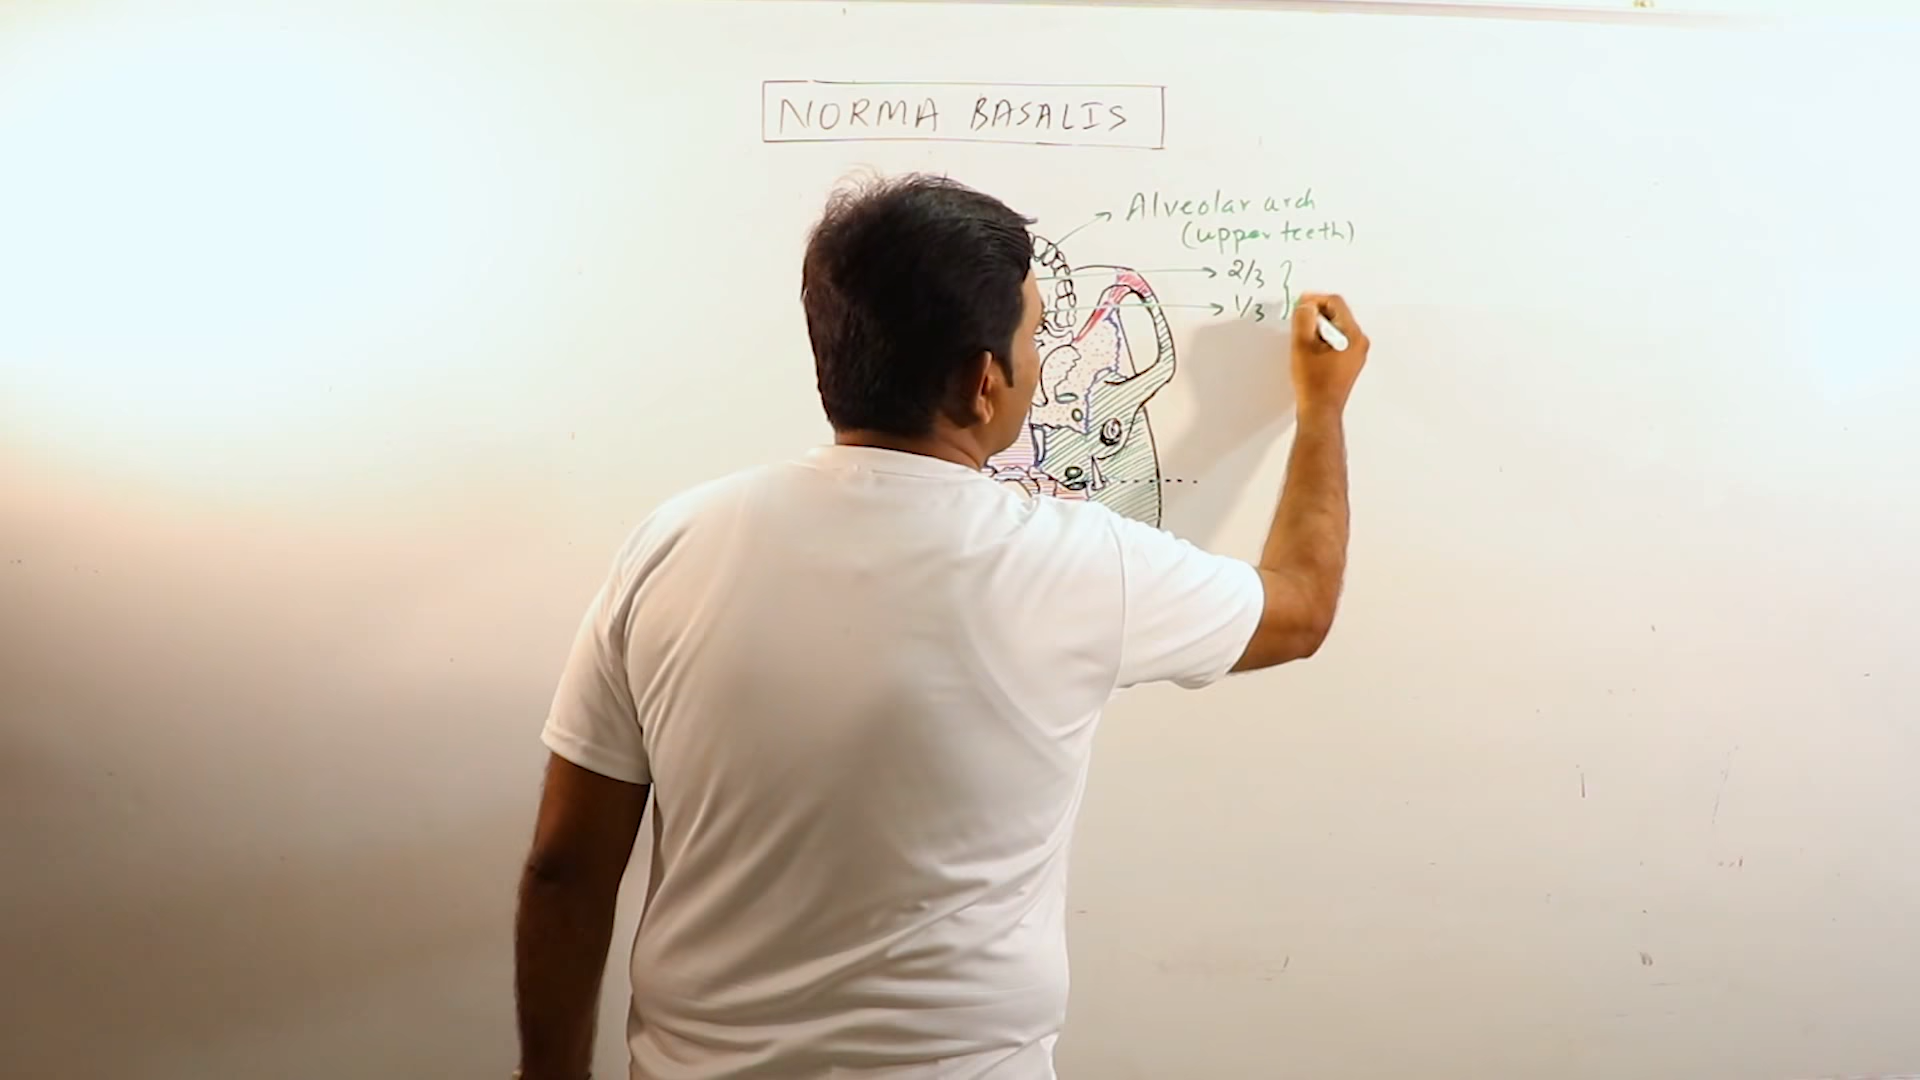 NORMA BASALIS
Alveolar arch
(upper teeth)
2/3
1/3